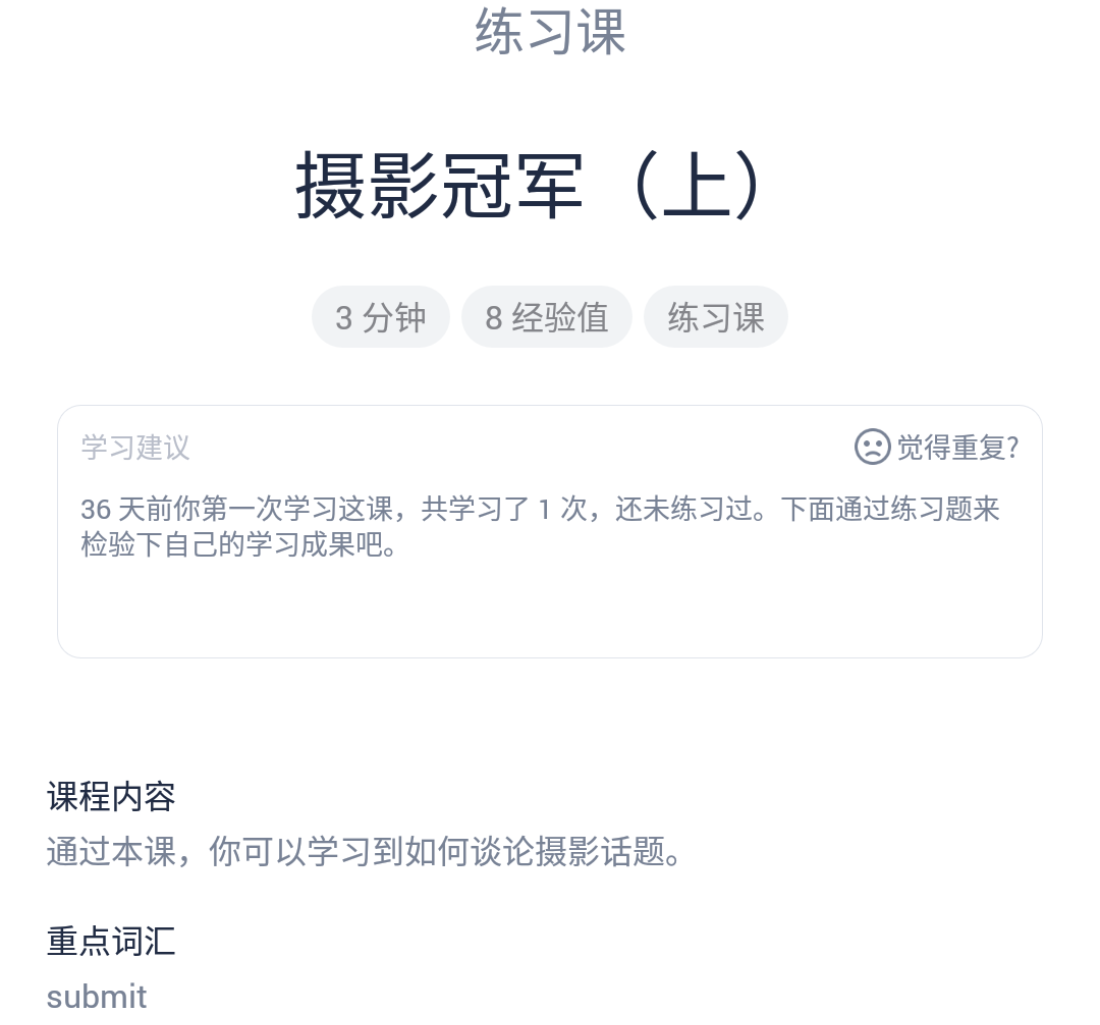 练习课
摄影冠军（上）
3 分钟
8 经验值
练习课
学习建议
觉得重复?
36 天前你第一次学习这课，共学习了 1 次，还未练习过。下面通过练习题来
检验下自己的学习成果吧。
课程内容
通过本课，你可以学习到如何谈论摄影话题。
重点词汇
submit